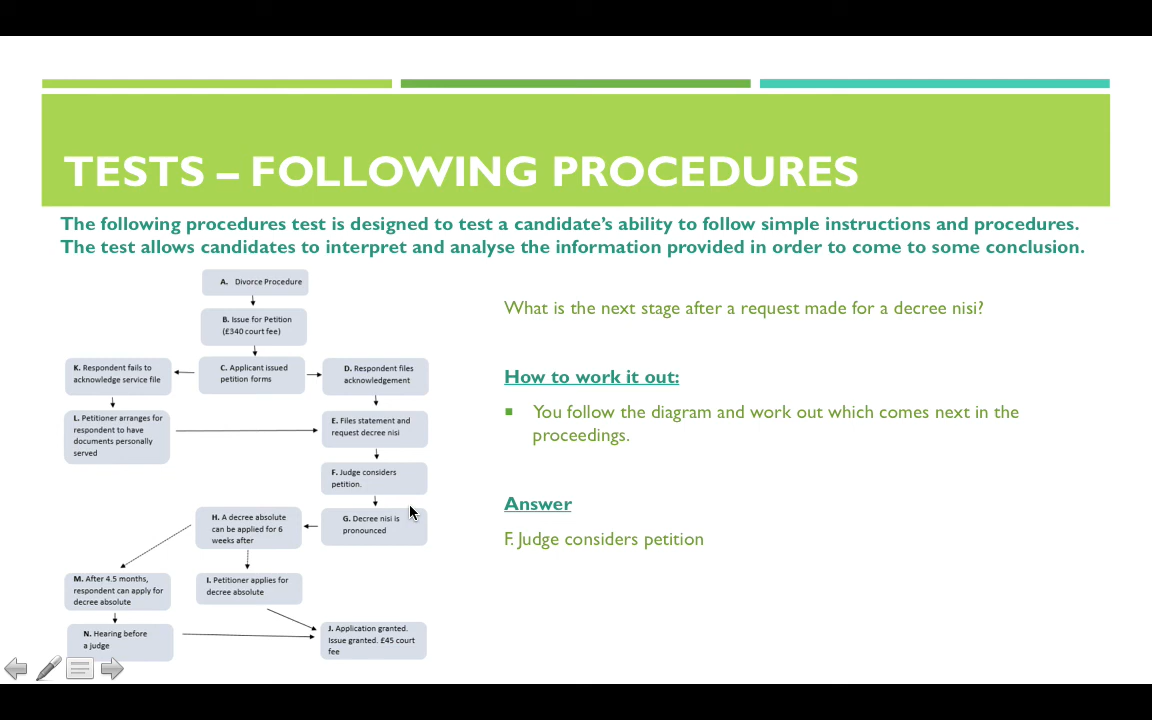 TESTS – FOLLOWING PROCEDURES
The following procedures test is designed to test a candidate’s ability to follow simple instructions and procedures.
The test allows candidates to interpret and analyse the information provided in order to come to some conclusion.
A. Divorce Procedure
B. Issue for Petition
(£340 court fee)
K. Respondent fails to
acknowledge service file
C. Applicant issued
petition forms
D. Respondent files
acknowledgement
L. Petitioner arranges for
respondent to have
documents personally
served
E. Files statement and
request decree nisi
F. Judge considers
petition.
H. A decree absolute
can be applied for 6
weeks after
G. Decree nisi is
pronounced
M. After 4.5 months,
respondent can apply for
decree absolute
I. Petitioner applies for
decree absolute
N. Hearing before
a judge
J. Application granted.
Issue granted. £45 court
fee
What is the next stage after a request made for a decree nisi?
How to work it out:
You follow the diagram and work out which comes next in the
proceedings.
Answer
F. Judge considers petition